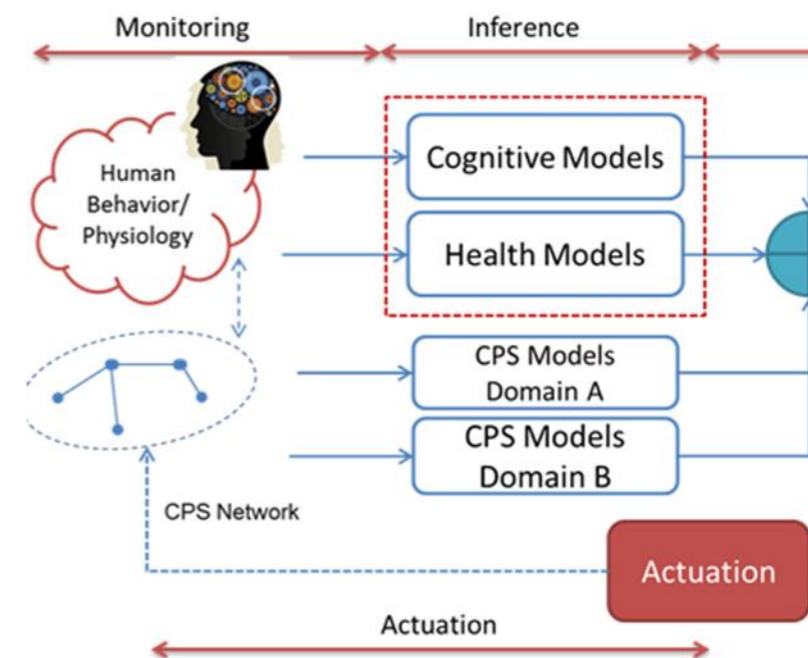 Monitoring
Inference
Human
Behavior/
Physiology
Cognitive Models
Health Models
CPS Models
Domain A
CPS Models
Domain B
CPS Network
Actuation
Actuation